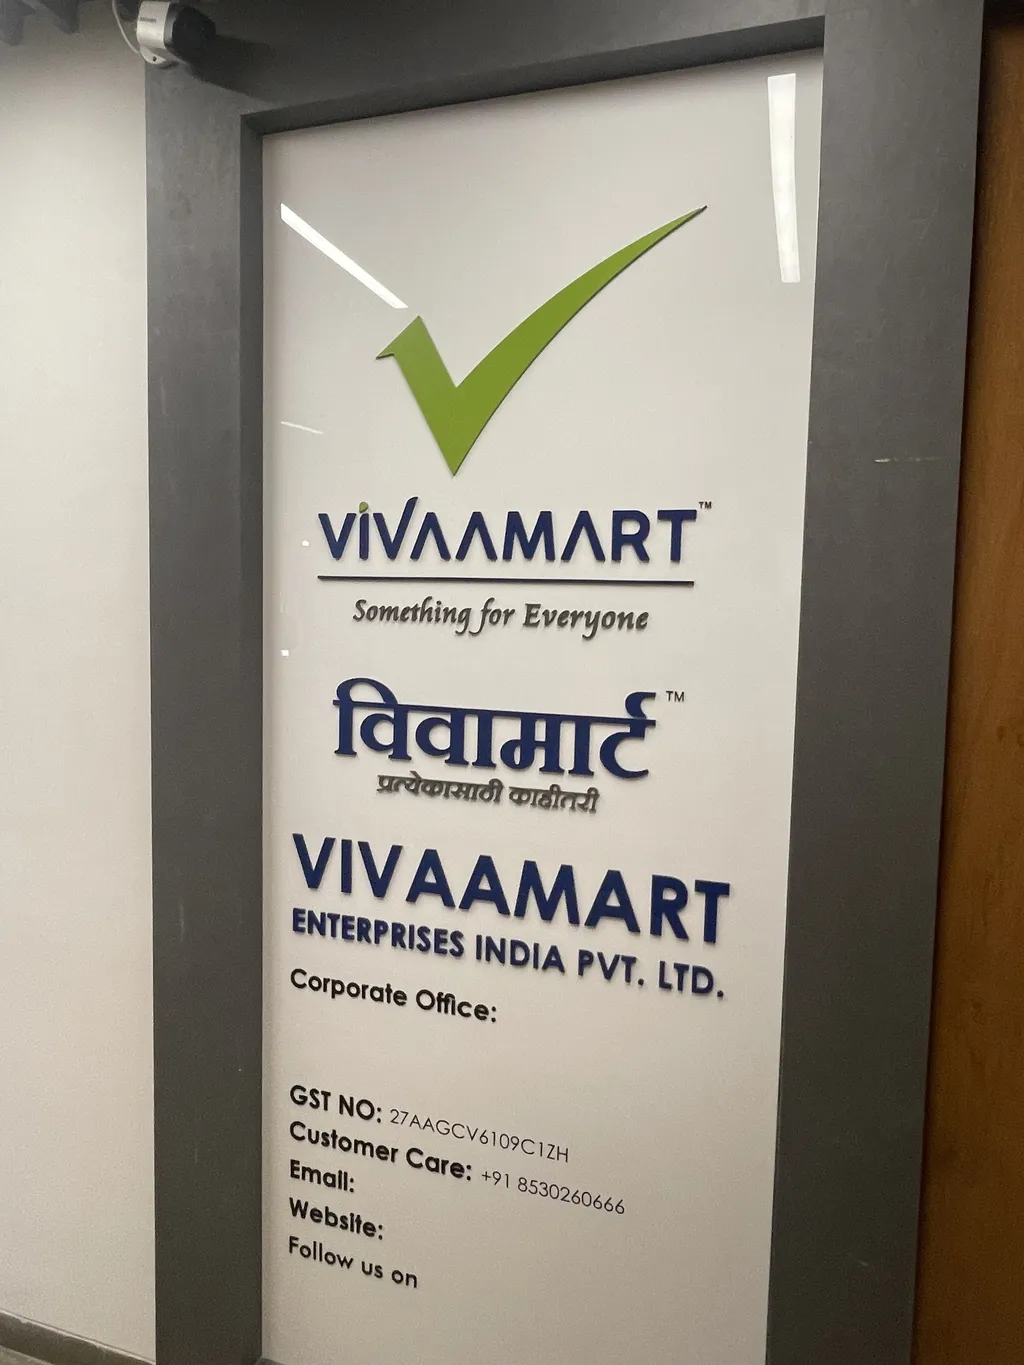 VIVAAMART™
Something for Everyone
विवामार्ट TM
प्रत्येकासाठी काहीतरी
VIVAAMART
ENTERPRISES INDIA PVT. LTD.
Corporate Office:
GST NO: 27AAGCV6109C1ZH
Customer Care: +91 8530260666
Email:
Website:
Follow us on